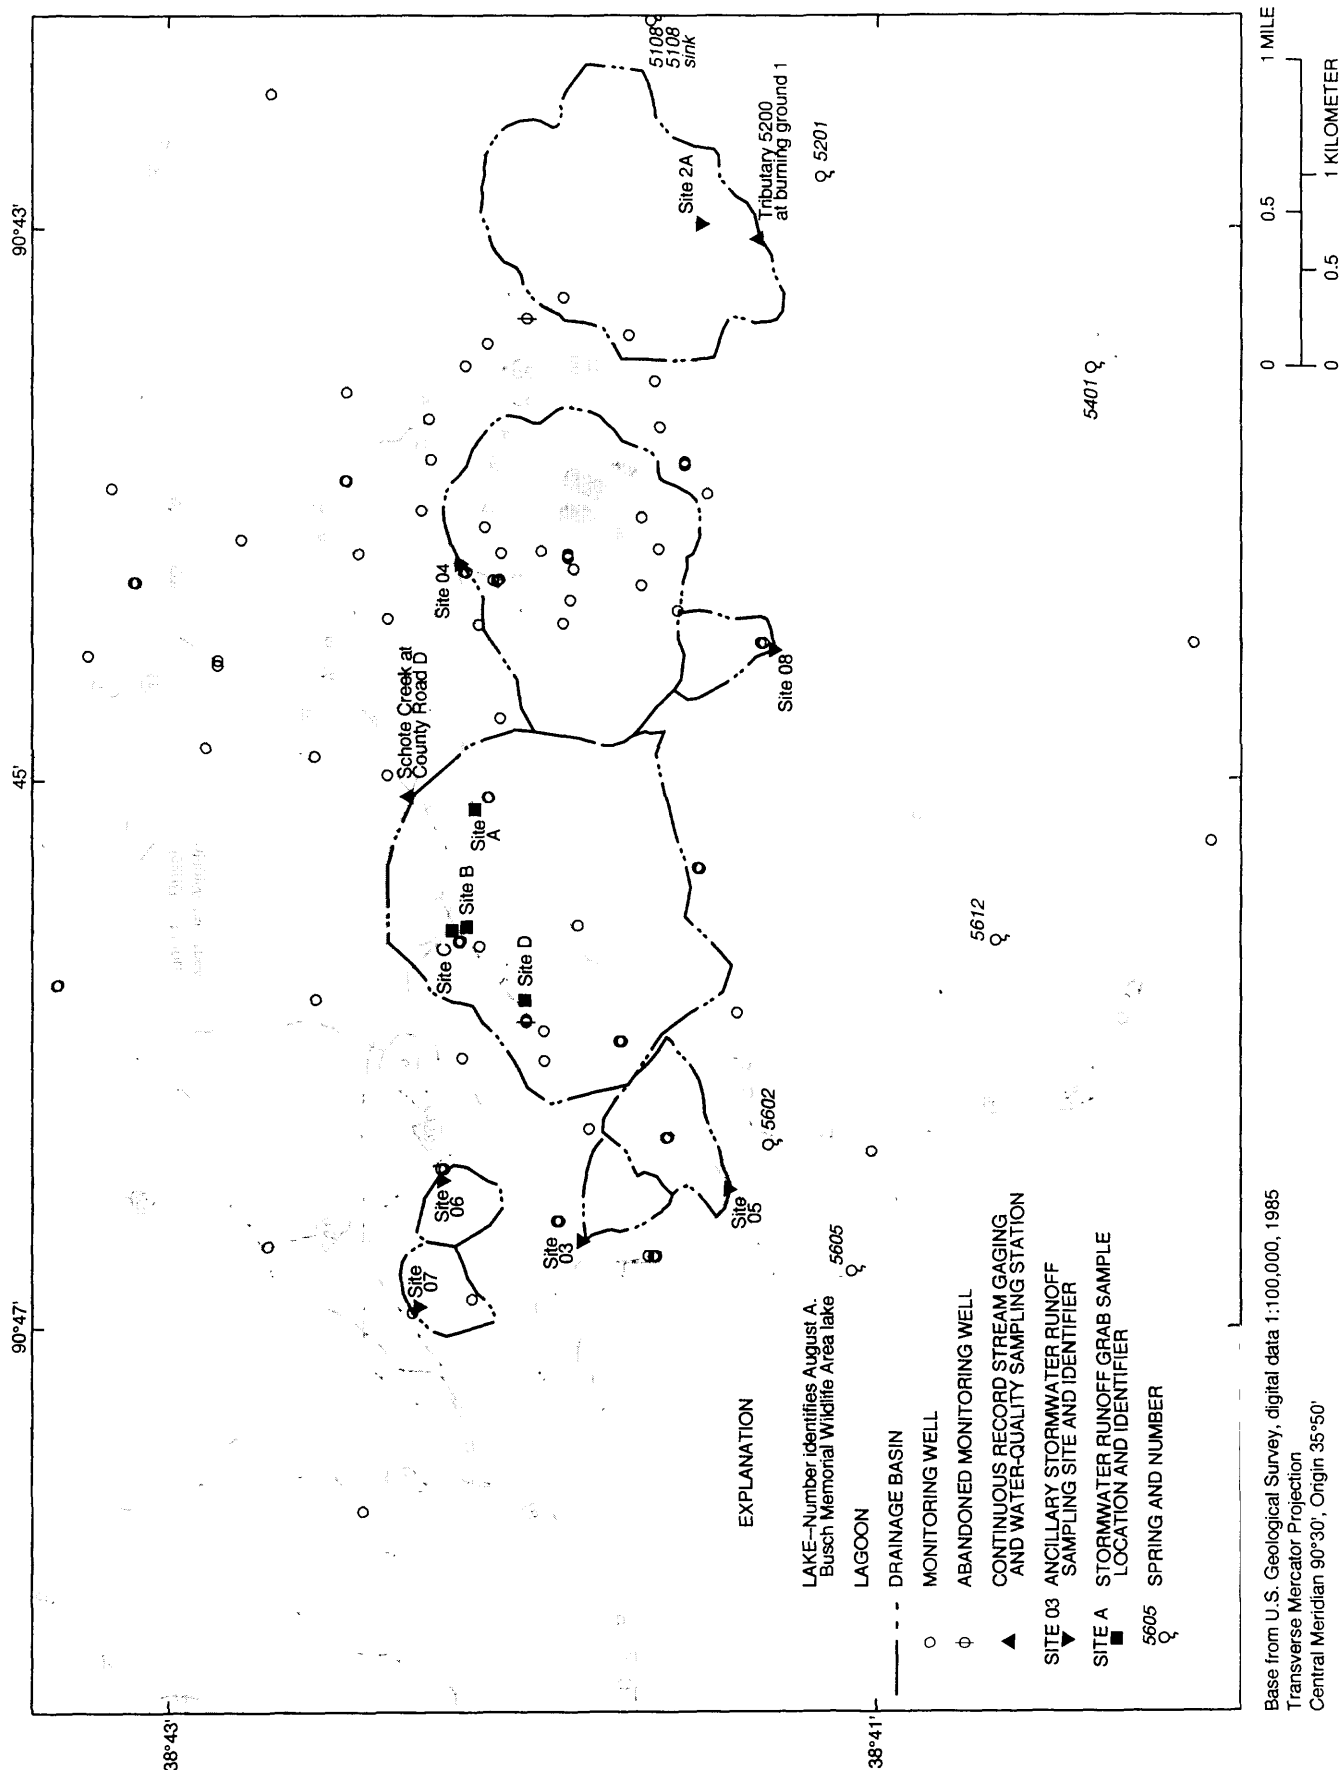 90°47'
45'
90°43'
38°43'
38°41'
Schote Creek at
County Road D
Site 04
Site 07
Site 06
Site C
Site B
Site
A
Site D
Site
03
Site
05
Site 08
Site 2A
Tributary 5200
at burning ground 1
5108
5108
sink
5201
5401
5612
5602
5605
EXPLANATION
LAKE--Number identifies August A.
Busch Memorial Wildlife Area lake
LAGOON
DRAINAGE BASIN
MONITORING WELL
ABANDONED MONITORING WELL
CONTINUOUS RECORD STREAM GAGING
AND WATER-QUALITY SAMPLING STATION
SITE 03 ANCILLARY STORMWATER RUNOFF
SAMPLING SITE AND IDENTIFIER
SITE A STORMWATER RUNOFF GRAB SAMPLE
LOCATION AND IDENTIFIER
5605 SPRING AND NUMBER
Base from U.S. Geological Survey, digital data 1:100,000, 1985
Transverse Mercator Projection
Central Meridian 90°30', Origin 35°50'
0 0.5 1 MILE
0 0.5 1 KILOMETER